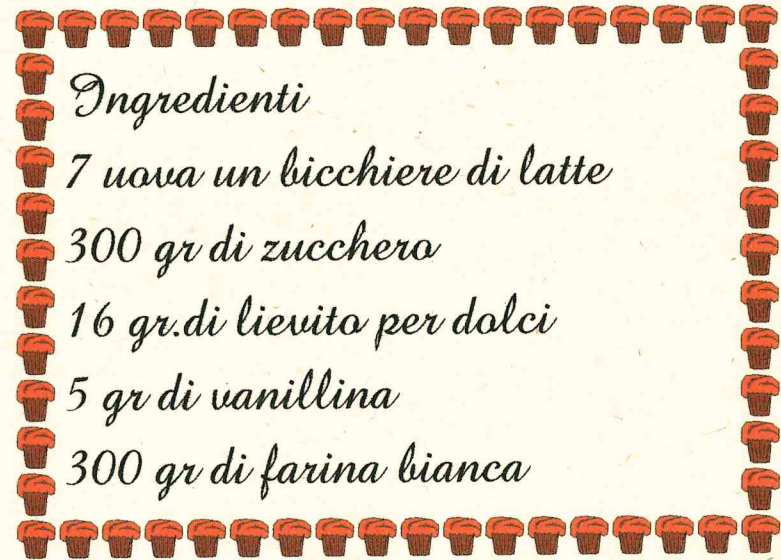 Ingredienti
7 uova un bicchiere di latte
300 gr di zucchero
16 gr.di lievito per dolci
5 gr di vanillina
300 gr di farina bianca